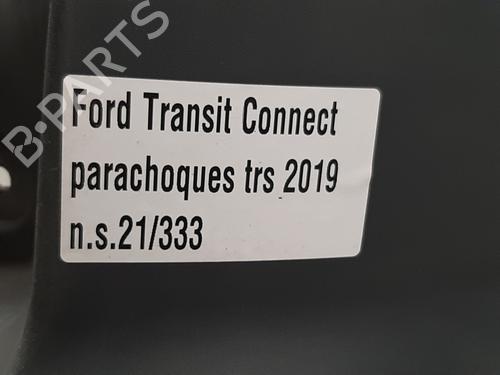 B-PARTS
Ford Transit Connect
parachoques trs 2019
n.s.21/333